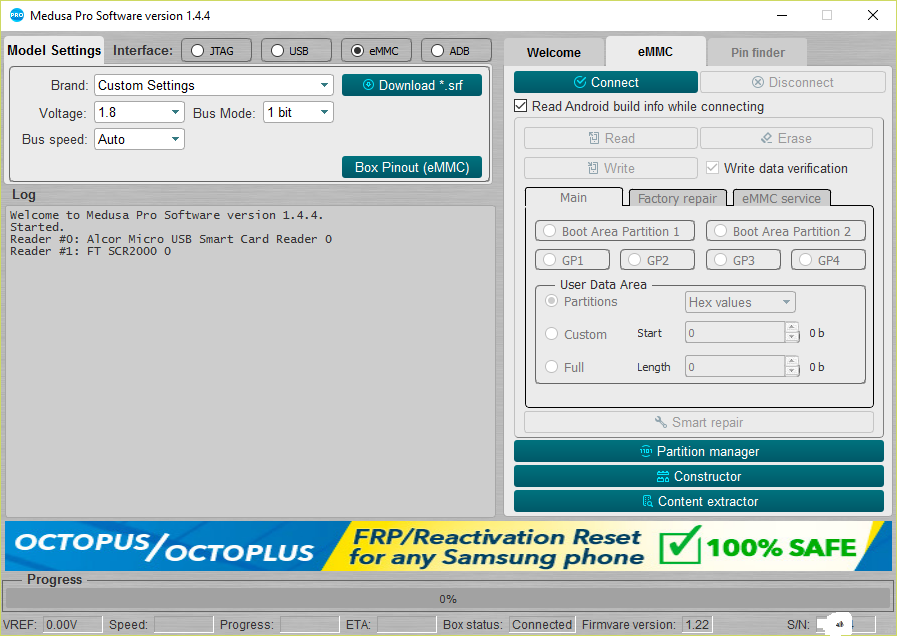 Medusa Pro Software version 1.4.4
Model Settings Interface: JTAG USB eMMC ADB
Brand: Custom Settings Download *.srf
Voltage: 1.8 Bus Mode: 1 bit
Bus speed: Auto
Box Pinout (eMMC)
Log
Welcome to Medusa Pro Software version 1.4.4.
Started.
Reader #0: Alcor Micro USB Smart Card Reader 0
Reader #1: FT SCR2000 0
Welcome eMMC Pin finder
Connect Disconnect
Read Android build info while connecting
Read Erase
Write Write data verification
Main Factory repair eMMC service
Boot Area Partition 1 Boot Area Partition 2
GP1 GP2 GP3 GP4
User Data Area
Partitions Hex values
Custom Start 0 0 b
Full Length 0 0 b
Smart repair
Partition manager
Constructor
Content extractor
OCTOPUS/OCTOPLUS
FRP/Reactivation Reset
for any Samsung phone
100% SAFE
Progress
0%
VREF: 0.00V Speed: Progress: ETA: Box status: Connected Firmware version: 1.22 S/N: